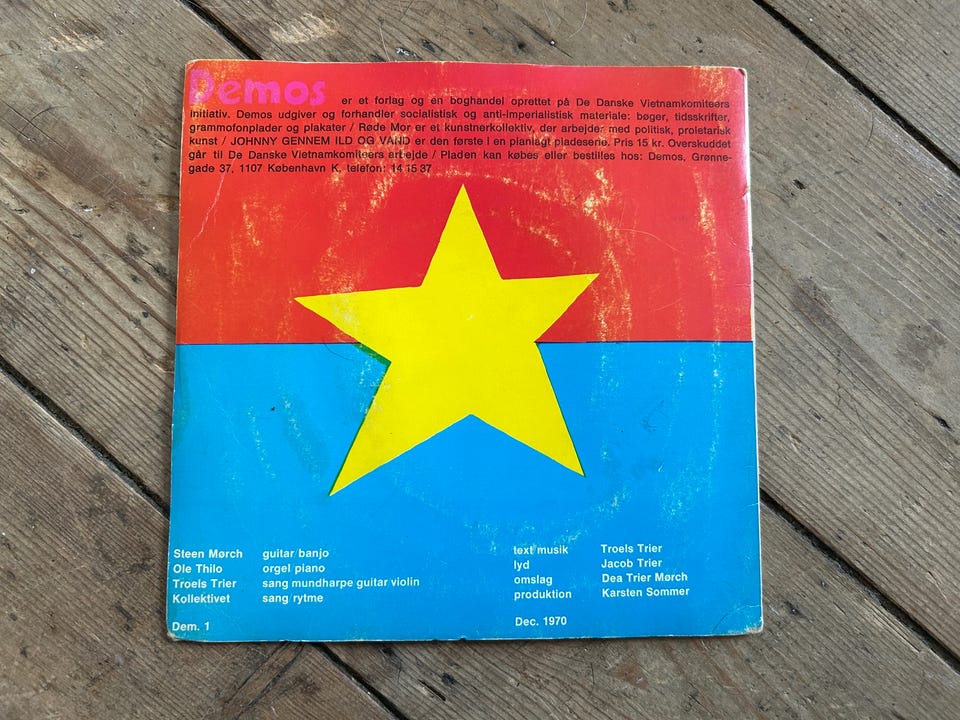 Demos er et forlag og en boghandel oprettet på De Danske Vietnamkomiteers
initiativ. Demos udgiver og forhandler socialistisk og anti-imperialistisk materiale: bøger, tidsskrifter,
grammofonplader og plakater / Røde Mor er et kunstnerkollektiv, der arbejder med politisk, proletarisk
kunst / JOHNNY GENNEM ILD OG VAND er den første i en planlagt pladeserie. Pris 15 kr. Overskuddet
går til De Danske Vietnamkomiteers arbejde / Pladen kan købes eller bestilles hos: Demos, Grønne-
gade 37, 1107 København K, telefon: 14 15 37
Steen Mørch guitar/banjo
Ole Thilo orgel/piano
Troels Trier sang/mundharpe/guitar/violin
Kollektivet sang/rytme
Dem. 1
text/musik Troels Trier
lyd Jacob Trier
omslag Dea Trier Mørch
produktion Karsten Sommer
Dec. 1970